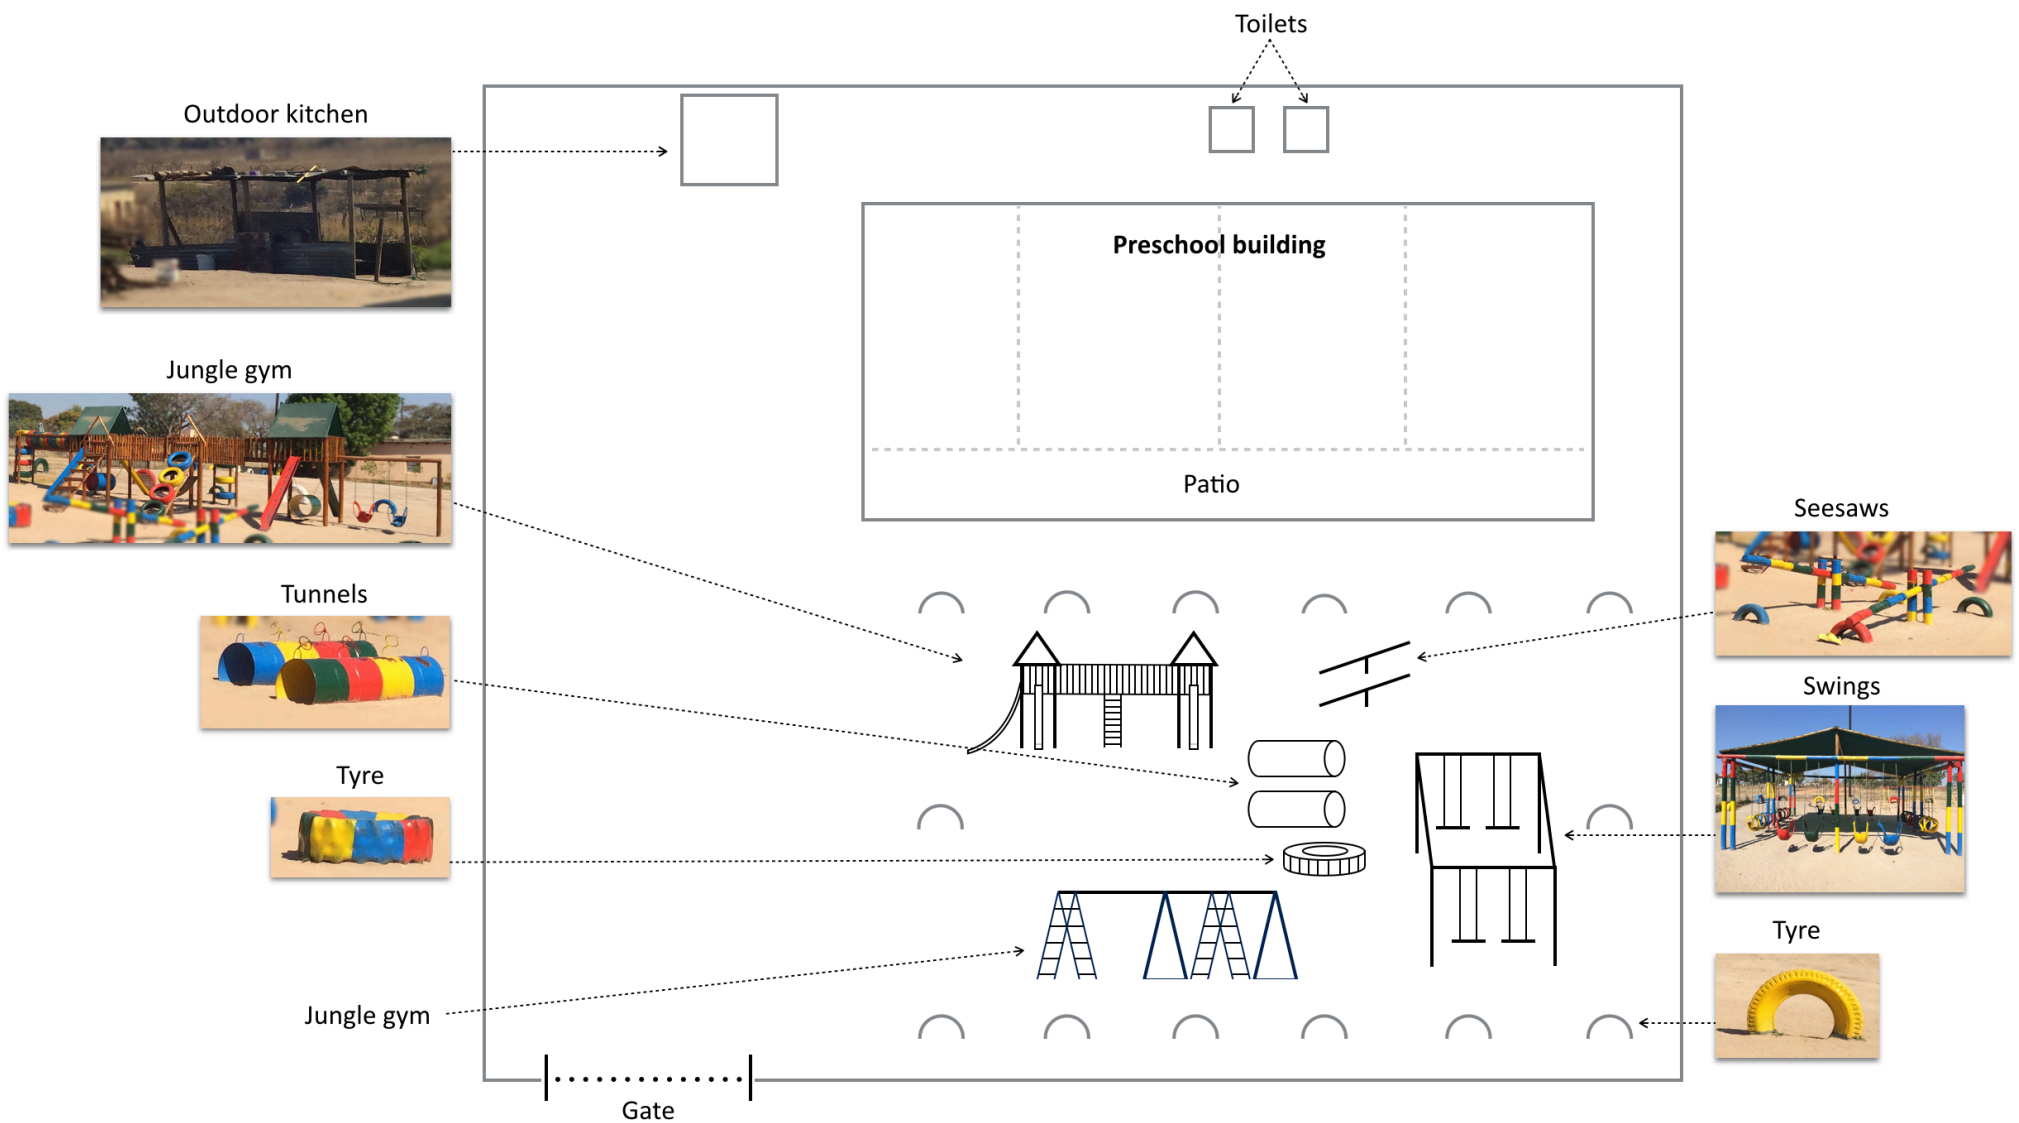 Toilets
Outdoor kitchen
Preschool building
Jungle gym
Patio
Seesaws
Tunnels
Swings
Tyre
Tyre
Jungle gym
Gate